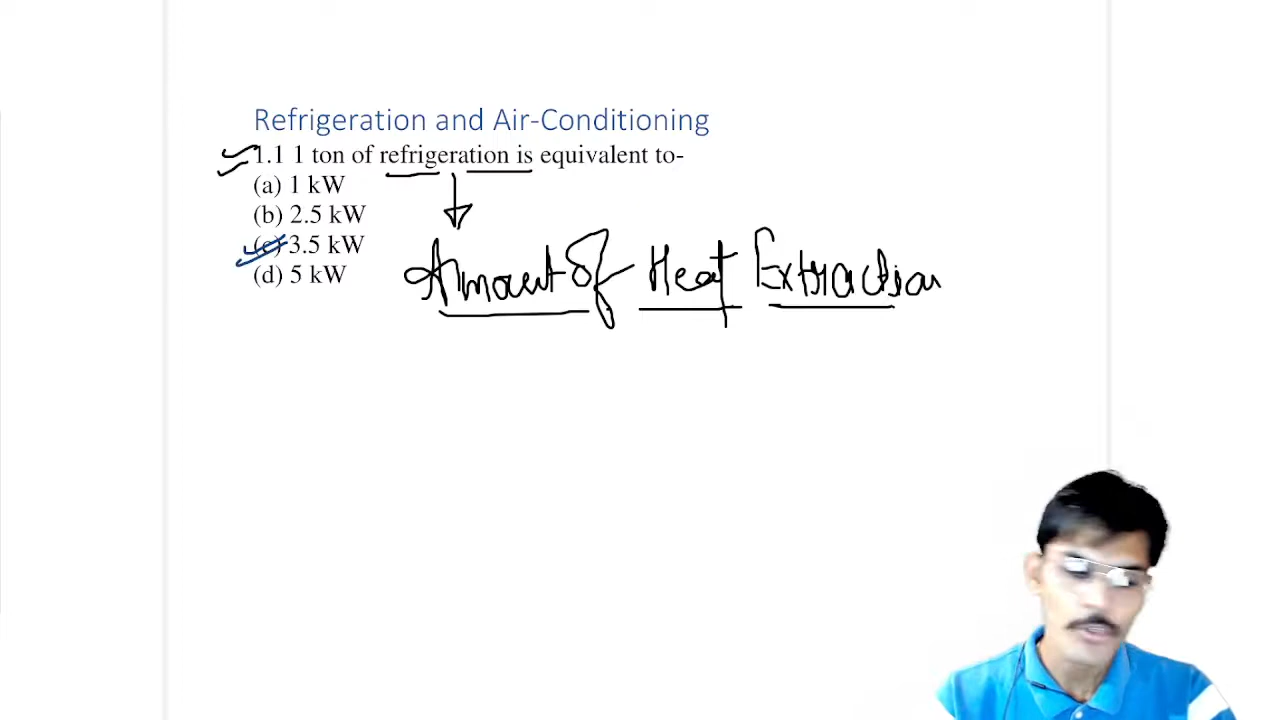 Refrigeration and Air-Conditioning
1.1 1 ton of refrigeration is equivalent to-
(a) 1 kW
(b) 2.5 kW
(c) 3.5 kW
(d) 5 kW
Amount Of Heat Extraction